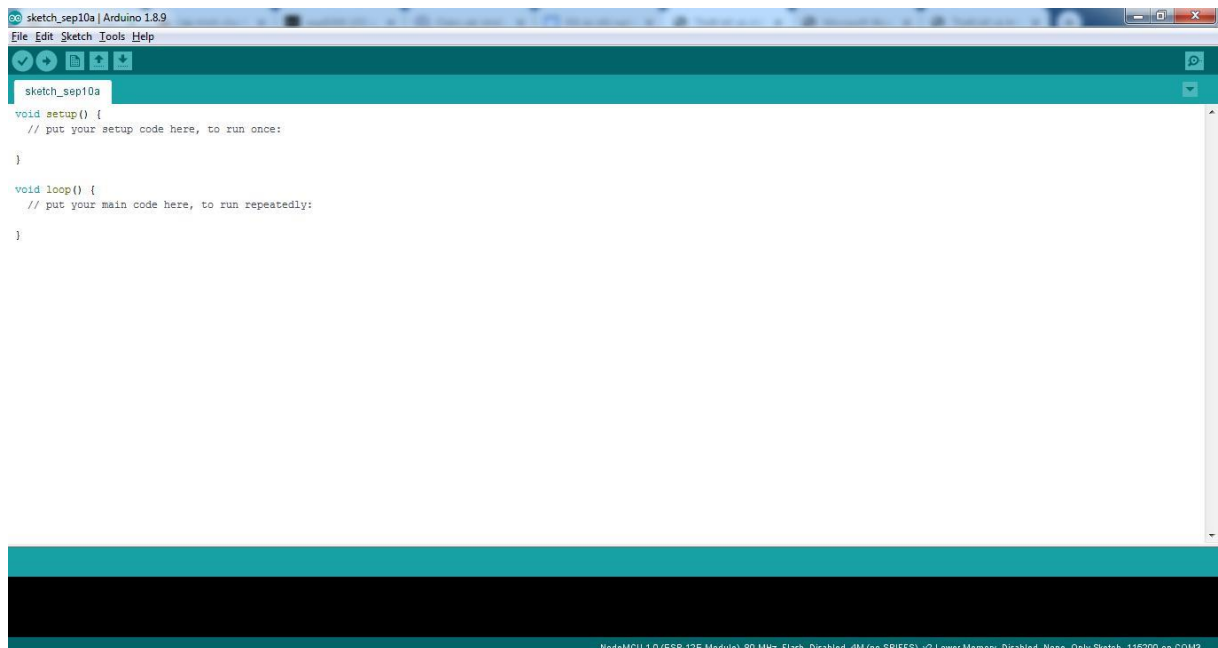 sketch_sep10a | Arduino 1.8.9
File Edit Sketch Tools Help
sketch_sep10a
void setup() {
// put your setup code here, to run once:
}
void loop() {
// put your main code here, to run repeatedly:
}
NodeMCU 1.0 (ESP-12E Module), 80 MHz, Flash, Disabled, 4M (no SPIFFS), v2 Lower Memory, Disabled, None, Only Sketch, 115200 on COM3